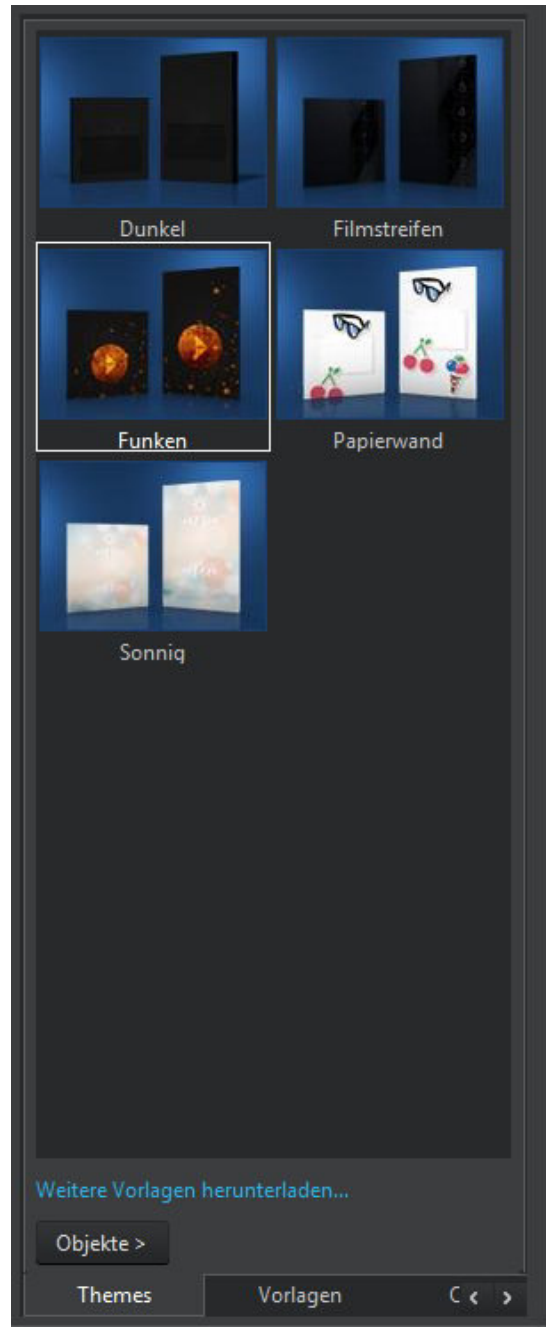 Dunkel Filmstreifen
Funken Papierwand
Sonnig
Weitere Vorlagen herunterladen...
Objekte >
Themes Vorlagen